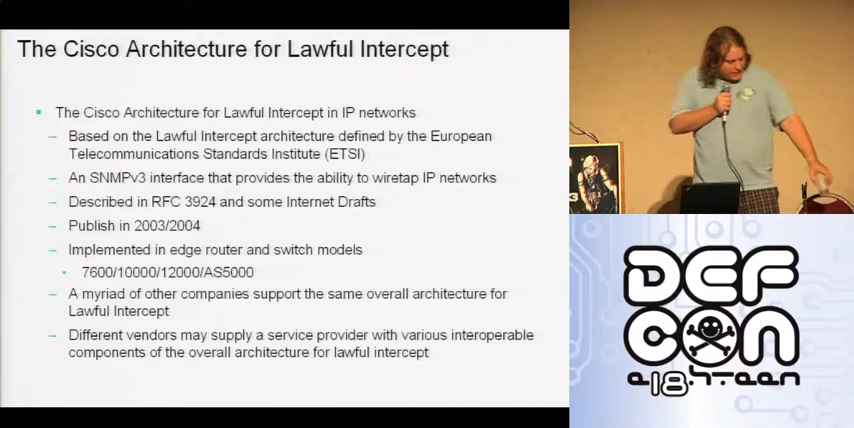 The Cisco Architecture for Lawful Intercept
The Cisco Architecture for Lawful Intercept in IP networks
– Based on the Lawful Intercept architecture defined by the European
Telecommunications Standards Institute (ETSI)
– An SNMPv3 interface that provides the ability to wiretap IP networks
– Described in RFC 3924 and some Internet Drafts
– Publish in 2003/2004
– Implemented in edge router and switch models
7600/10000/12000/AS5000
– A myriad of other companies support the same overall architecture for
Lawful Intercept
– Different vendors may supply a service provider with various interoperable
components of the overall architecture for lawful intercept
DEF
CON
e18.h-teen